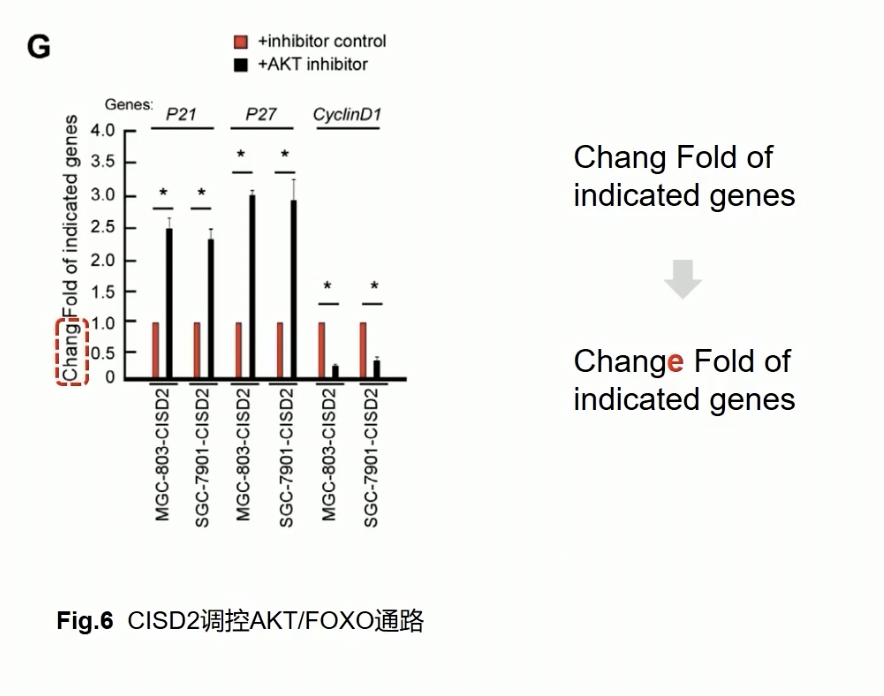 G
+inhibitor control
+AKT inhibitor
Genes: P21 P27 CyclinD1
Chang Fold of indicated genes
4.0
3.5
3.0
2.5
2.0
1.5
1.0
0.5
0
* * * * * *
MGC-803-CISD2
SGC-7901-CISD2
MGC-803-CISD2
SGC-7901-CISD2
MGC-803-CISD2
SGC-7901-CISD2
Chang Fold of
indicated genes
Change Fold of
indicated genes
Fig.6 CISD2调控AKT/FOXO通路